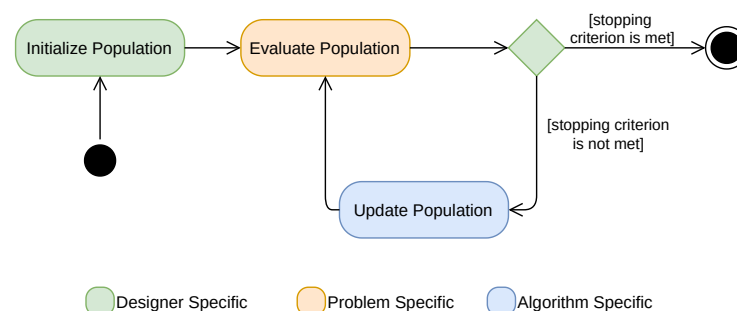 [stopping
criterion is met]
Initialize Population
Evaluate Population
[stopping criterion
is not met]
Update Population
Designer Specific
Problem Specific
Algorithm Specific